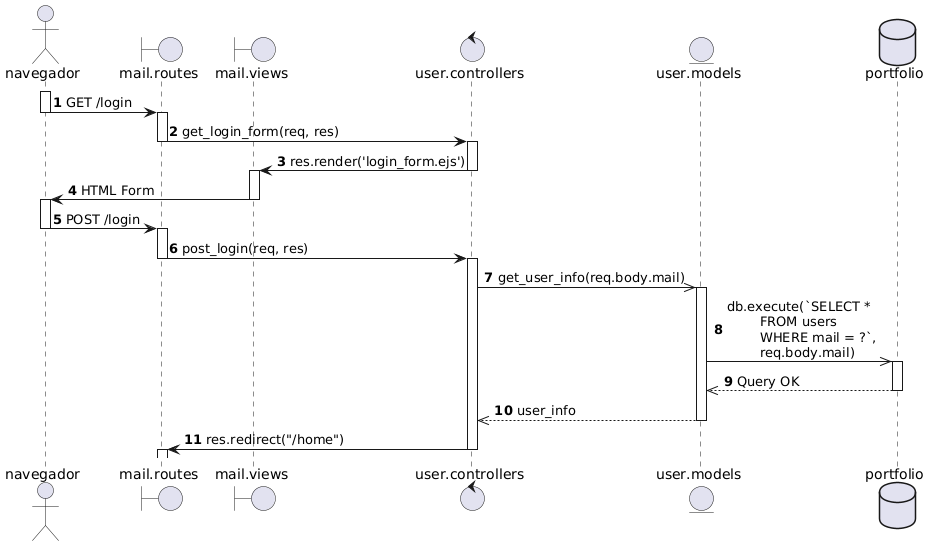 navegador
mail.routes
mail.views
user.controllers
user.models
portfolio
1 GET /login
2 get_login_form(req, res)
3 res.render('login_form.ejs')
4 HTML Form
5 POST /login
6 post_login(req, res)
7 get_user_info(req.body.mail)
db.execute(`SELECT *
FROM users
8
WHERE mail = ?`,
req.body.mail)
9 Query OK
10 user_info
11 res.redirect("/home")
navegador
mail.routes
mail.views
user.controllers
user.models
portfolio